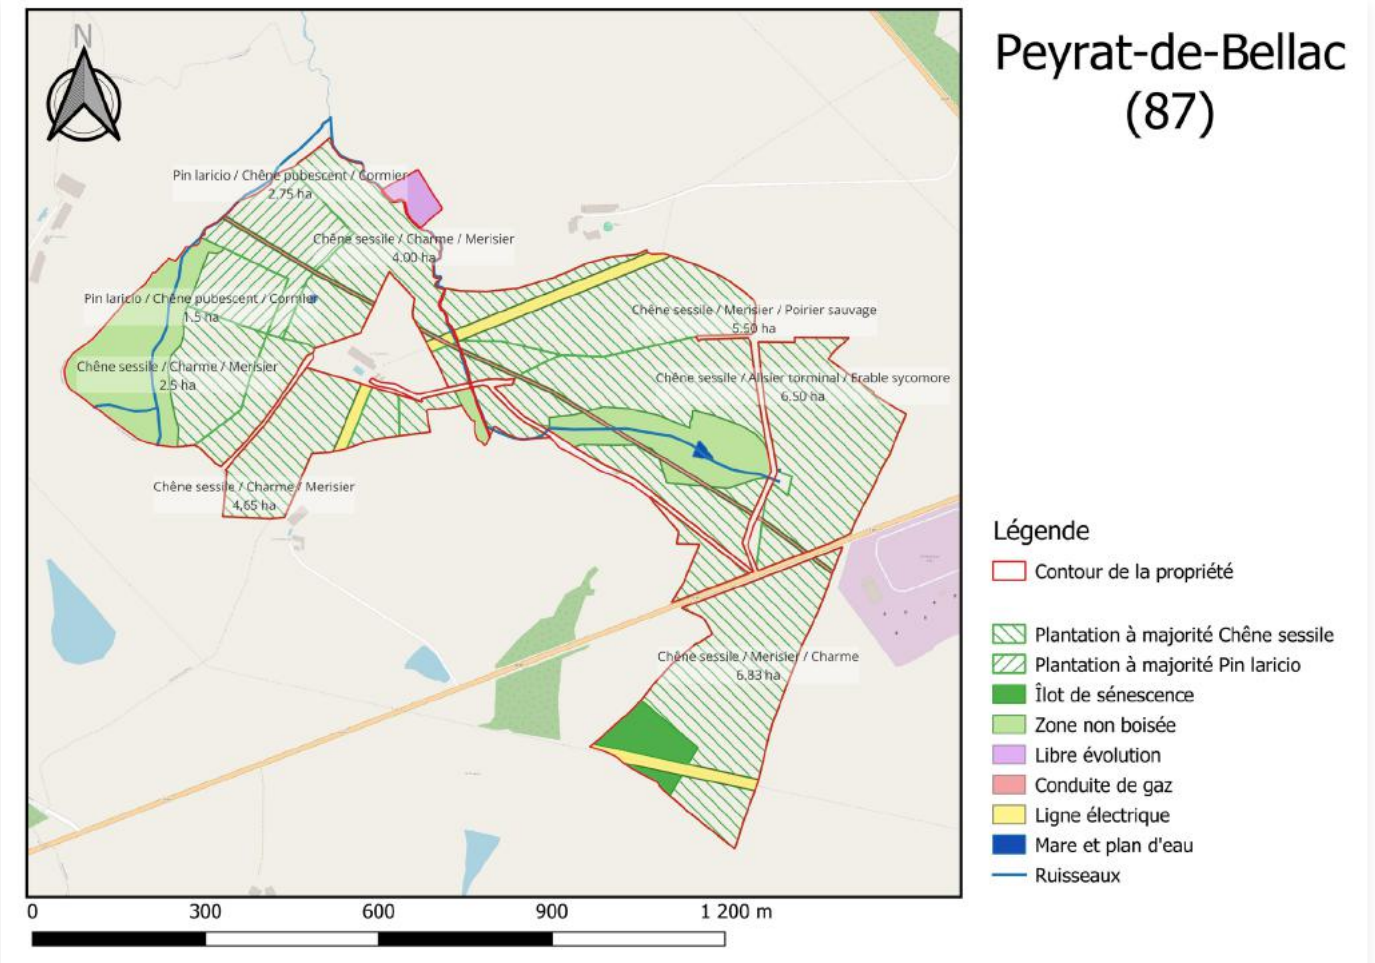 Peyrat-de-Bellac
(87)
N
Pin laricio / Chêne pubescent / Cormier
2.75 ha
Chêne sessile / Charme / Merisier
4.00 ha
Pin laricio / Chêne pubescent / Cormier
1.5 ha
Chêne sessile / Merisier / Poirier sauvage
5.50 ha
Chêne sessile / Charme / Merisier
2.5 ha
Chêne sessile / Alisier torminal / Erable sycomore
6.50 ha
Chêne sessile / Charme / Merisier
4,65 ha
Chêne sessile / Merisier / Charme
6.83 ha
Légende
Contour de la propriété
Plantation à majorité Chêne sessile
Plantation à majorité Pin laricio
Îlot de sénescence
Zone non boisée
Libre évolution
Conduite de gaz
Ligne électrique
Mare et plan d'eau
Ruisseaux
0 300 600 900 1 200 m